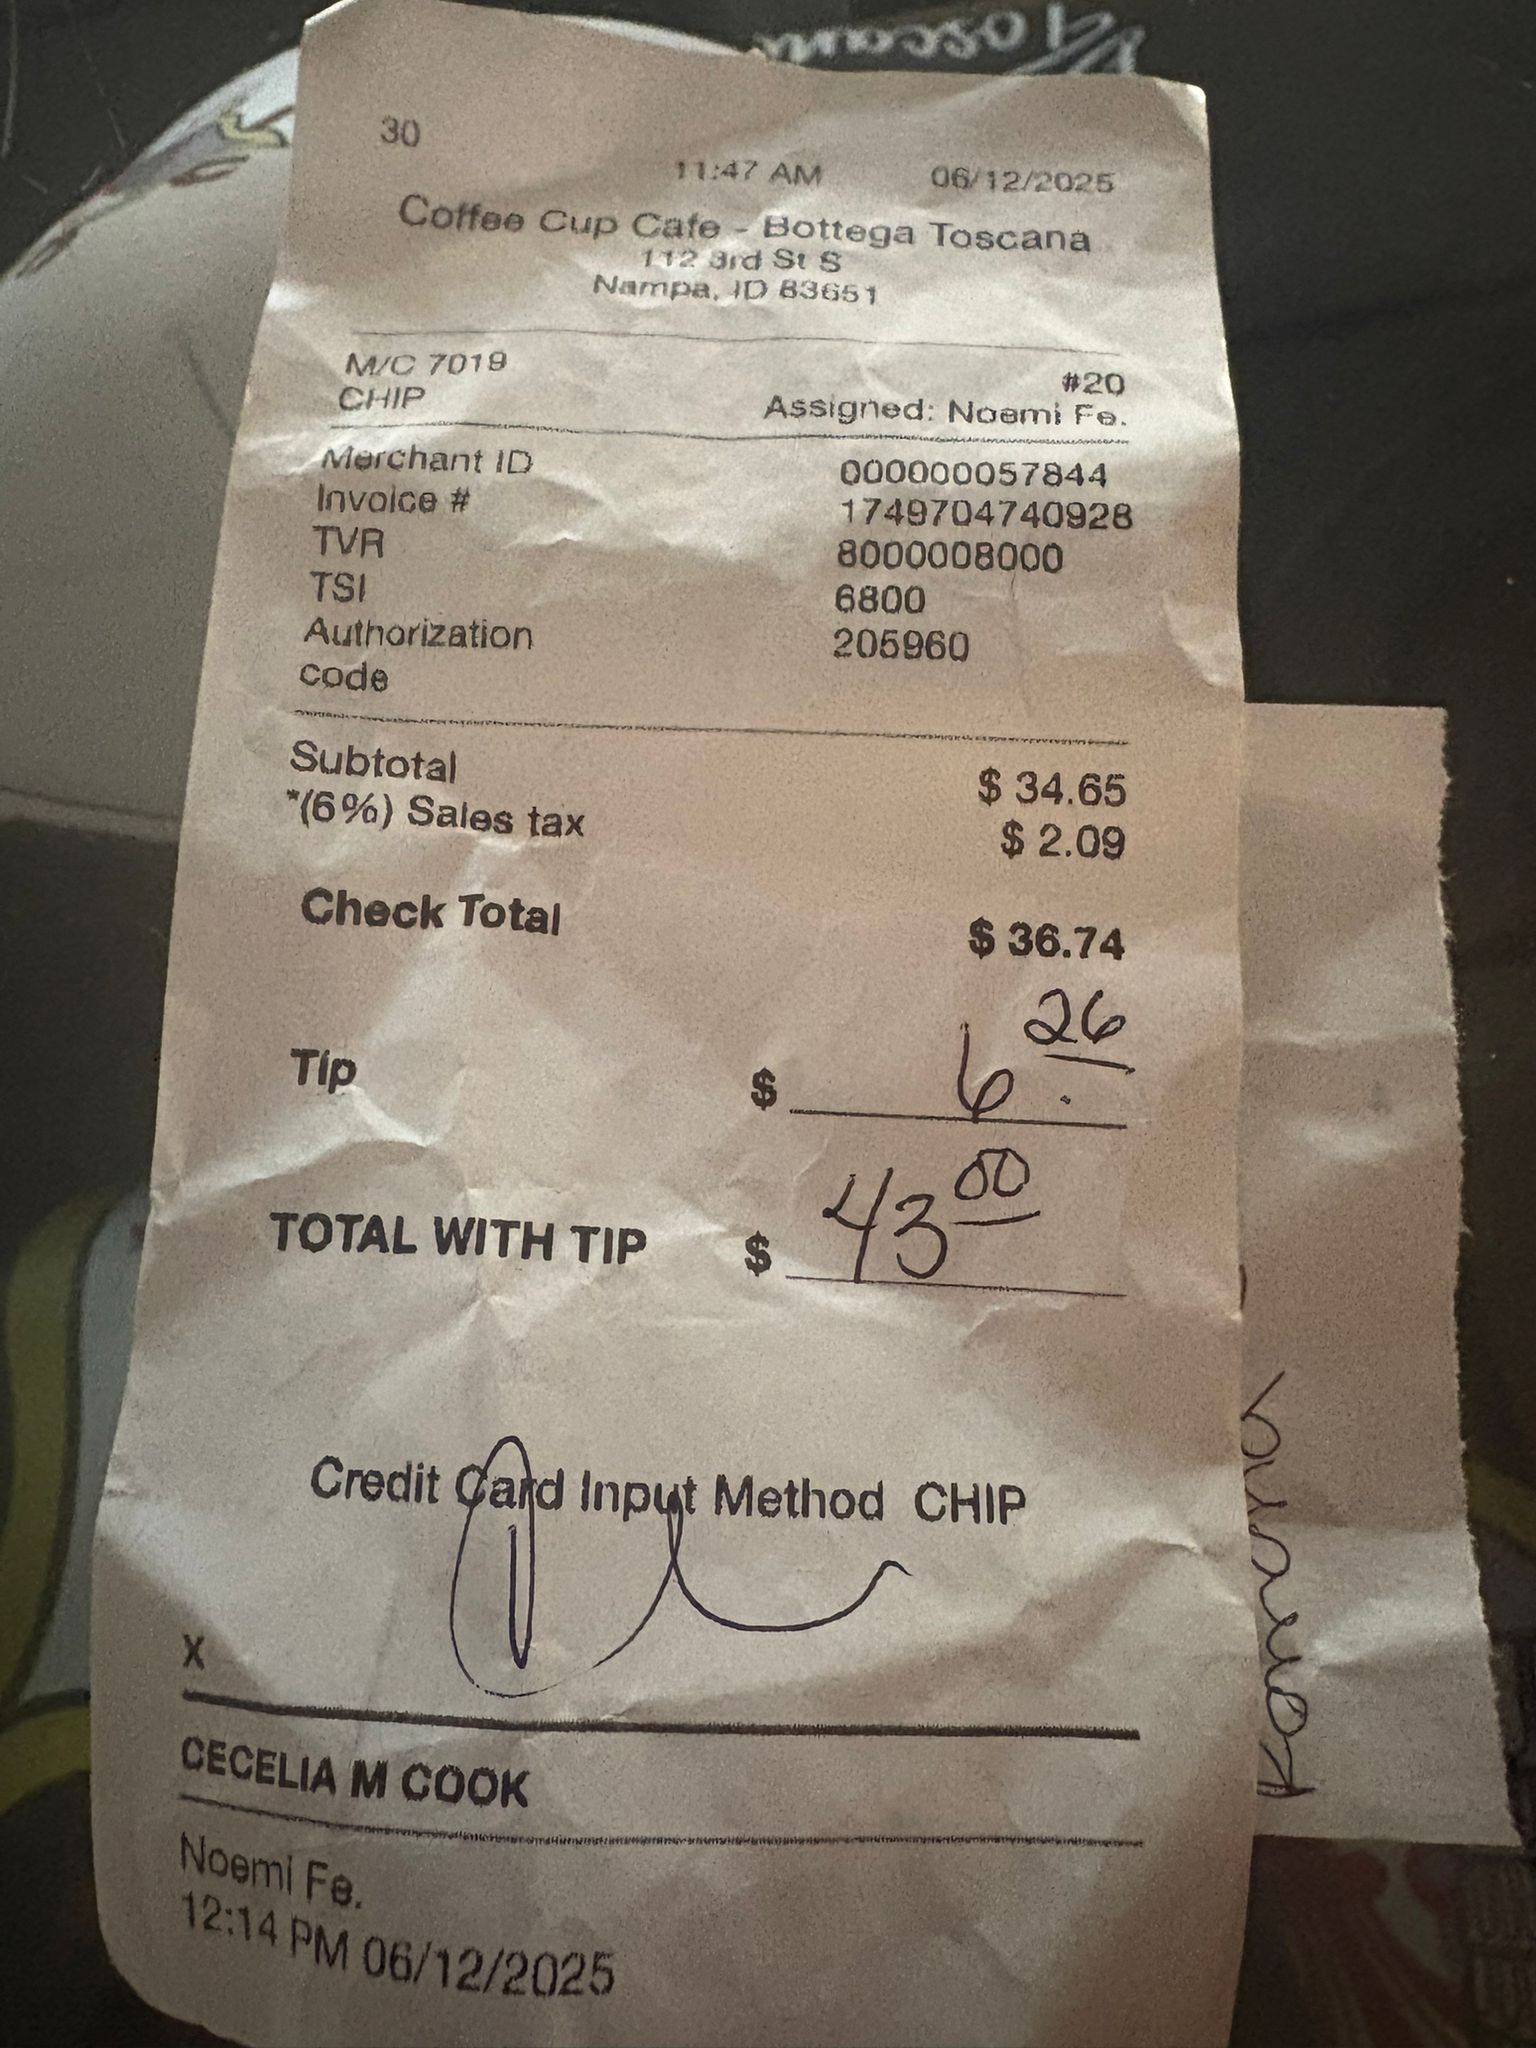 Toscana
30
11:47 AM 06/12/2025
Coffee Cup Cafe - Bottega Toscana
112 3rd St S
Nampa, ID 83651
M/C 7019 #20
CHIP Assigned: Noemi Fe.
Merchant ID 000000057844
Invoice # 1749704740928
TVR 8000008000
TSI 6800
Authorization 205960
code
Subtotal $ 34.65
*(6%) Sales tax $ 2.09
Check Total $ 36.74
Tip $ 6.26
TOTAL WITH TIP $ 43 00
Credit Card Input Method CHIP
X
CECELIA M COOK
Noemi Fe.
12:14 PM 06/12/2025